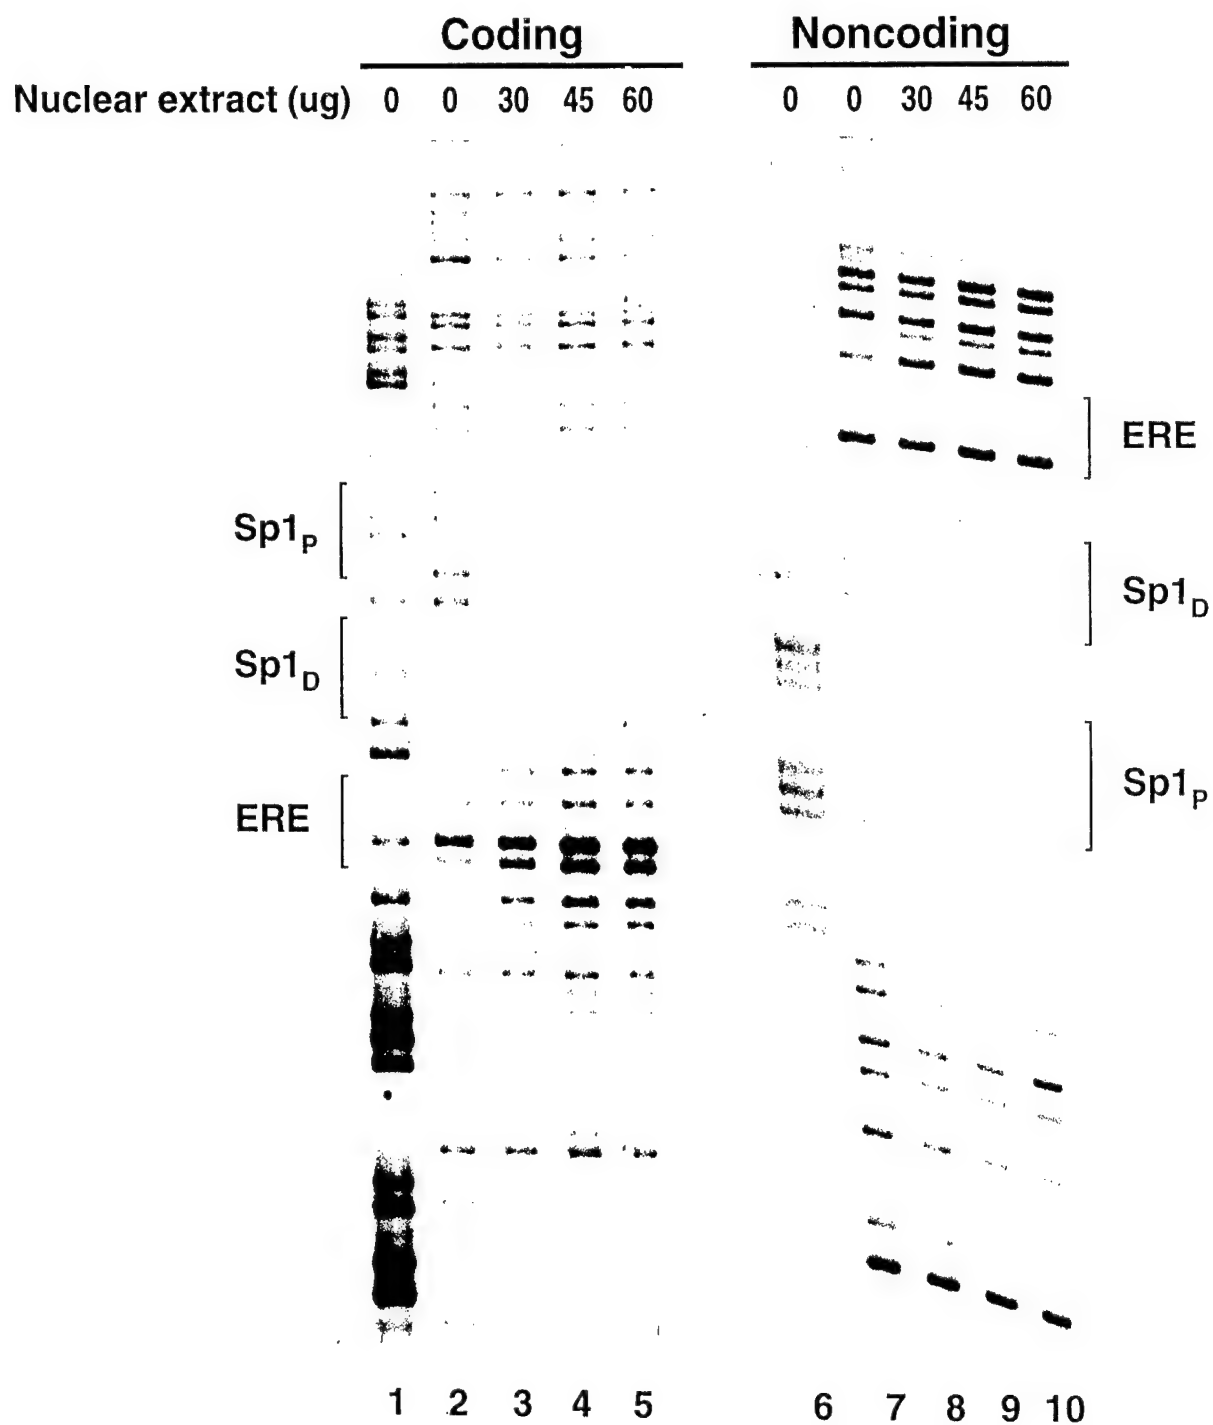 Coding Noncoding
Nuclear extract (ug) 0 0 30 45 60 0 0 30 45 60
ERE
Sp1P
Sp1D
Sp1D
Sp1P
ERE
1 2 3 4 5 6 7 8 9 10